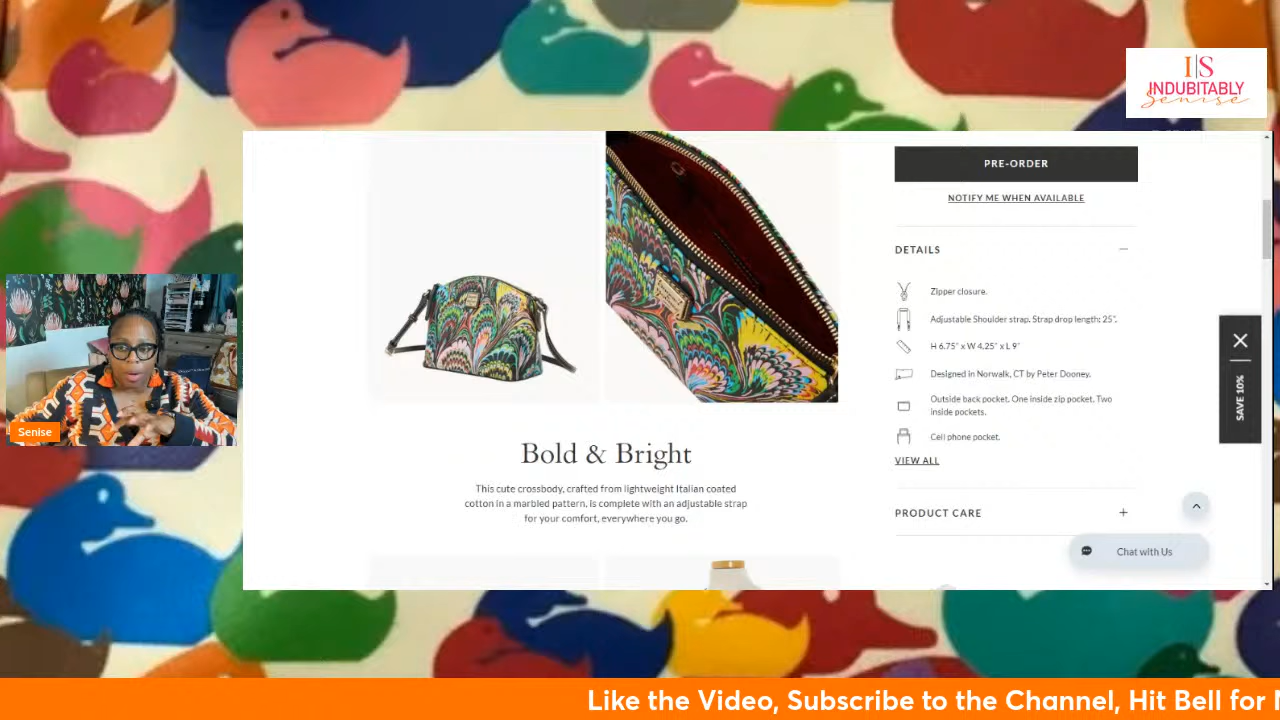 I|S
INDUBITABLY
Senise
PRE-ORDER
NOTIFY ME WHEN AVAILABLE
DETAILS
Zipper closure.
Adjustable Shoulder strap. Strap drop length: 25".
H 6.75" x W 4.25" x L 9"
Designed in Norwalk, CT by Peter Dooney.
Outside back pocket. One inside zip pocket. Two
inside pockets.
Cell phone pocket.
VIEW ALL
PRODUCT CARE
SAVE 10%
Chat with Us
Bold & Bright
This cute crossbody, crafted from lightweight Italian coated
cotton in a marbled pattern, is complete with an adjustable strap
for your comfort, everywhere you go.
Senise
Like the Video, Subscribe to the Channel, Hit Bell for